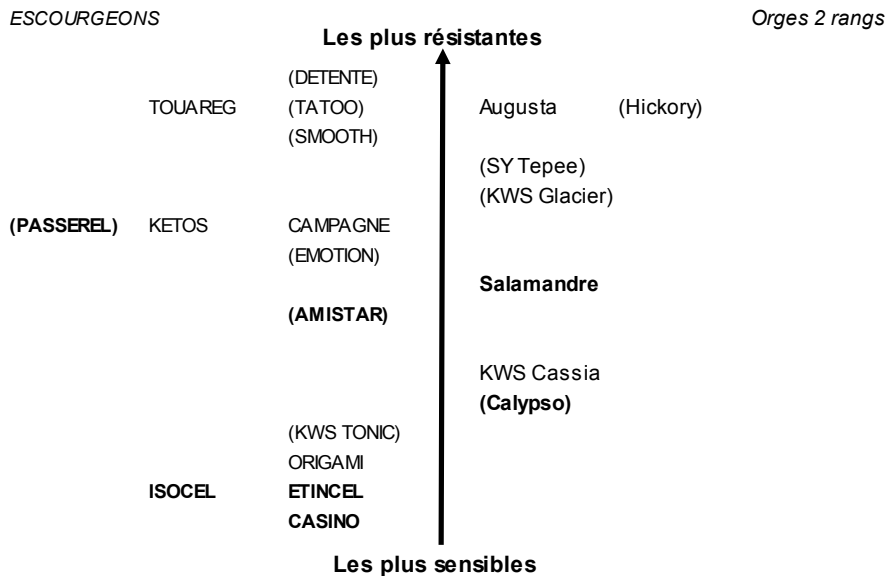 ESCOURGEONS Orges 2 rangs
Les plus résistantes
(DETENTE)
TOUAREG (TATOO) Augusta (Hickory)
(SMOOTH)
(SY Tepee)
(KWS Glacier)
(PASSEREL) KETOS CAMPAGNE
(EMOTION)
Salamandre
(AMISTAR)
KWS Cassia
(Calypso)
(KWS TONIC)
ORIGAMI
ISOCEL ETINCEL
CASINO
Les plus sensibles